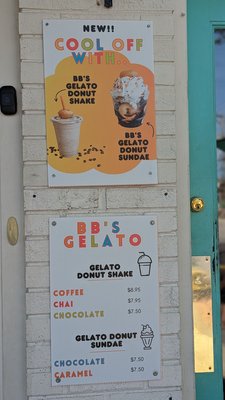 NEW!!
COOL OFF
WITH..
BB'S
GELATO
DONUT
SHAKE
BB'S
GELATO
DONUT
SUNDAE
BB'S
GELATO
GELATO
DONUT SHAKE
COFFEE $8.95
CHAI $7.95
CHOCOLATE $7.50
GELATO DONUT
SUNDAE
CHOCOLATE $7.50
CARAMEL $7.50